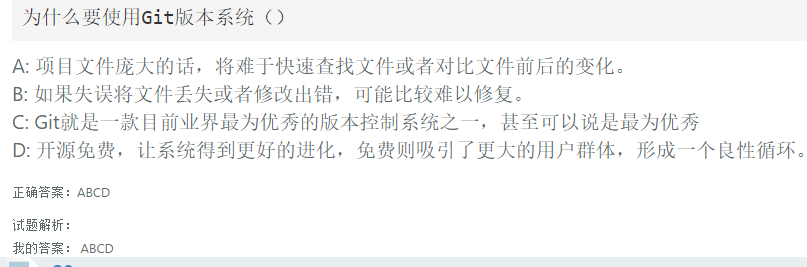 为什么要使用Git版本系统（）
A: 项目文件庞大的话，将难于快速查找文件或者对比文件前后的变化。
B: 如果失误将文件丢失或者修改出错，可能比较难以修复。
C: Git就是一款目前业界最为优秀的版本控制系统之一，甚至可以说是最为优秀
D: 开源免费，让系统得到更好的进化，免费则吸引了更大的用户群体，形成一个良性循环。
正确答案：ABCD
试题解析：
我的答案： ABCD